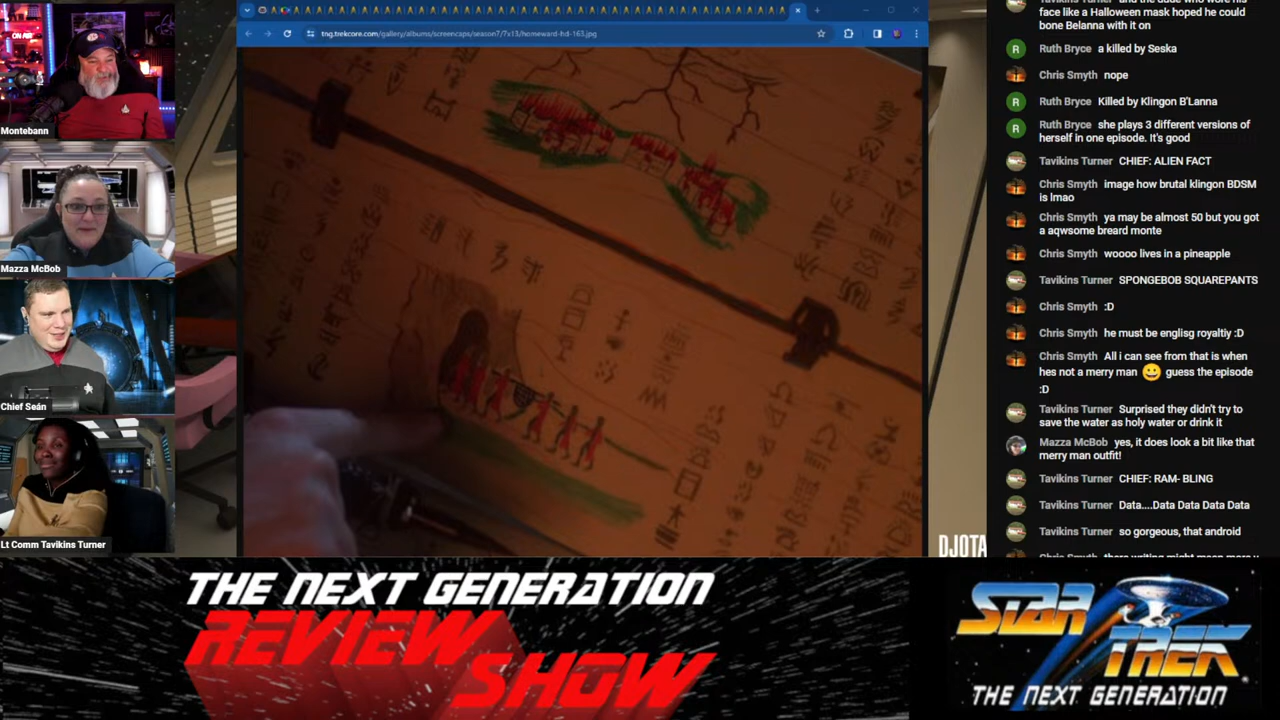 ON AIR
Montebann
Mazza McBob
Chief Seán
Lt Comm Tavikins Turner
tng.trekcore.com/gallery/albums/screencaps/season7/7x13/homeward-hd-163.jpg
face like a Halloween mask hoped he could
bone Belanna with it on
Ruth Bryce a killed by Seska
Chris Smyth nope
Ruth Bryce Killed by Klingon B'Lanna
Ruth Bryce she plays 3 different versions of
herself in one episode. It's good
Tavikins Turner CHIEF: ALIEN FACT
Chris Smyth image how brutal klingon BDSM
is lmao
Chris Smyth ya may be almost 50 but you got
a aqwsome breard monte
Chris Smyth woooo lives in a pineapple
Tavikins Turner SPONGEBOB SQUAREPANTS
Chris Smyth :D
Chris Smyth he must be englisg royaltiy :D
Chris Smyth All i can see from that is when
hes not a merry man 😀 guess the episode
:D
Tavikins Turner Surprised they didn't try to
save the water as holy water or drink it
Mazza McBob yes, it does look a bit like that
merry man outfit!
Tavikins Turner CHIEF: RAM- BLING
Tavikins Turner Data....Data Data Data Data
Tavikins Turner so gorgeous, that android
DJOTA
THE NEXT GENERATION
REVIEW
SHOW
STAR
TREK
THE NEXT GENERATION